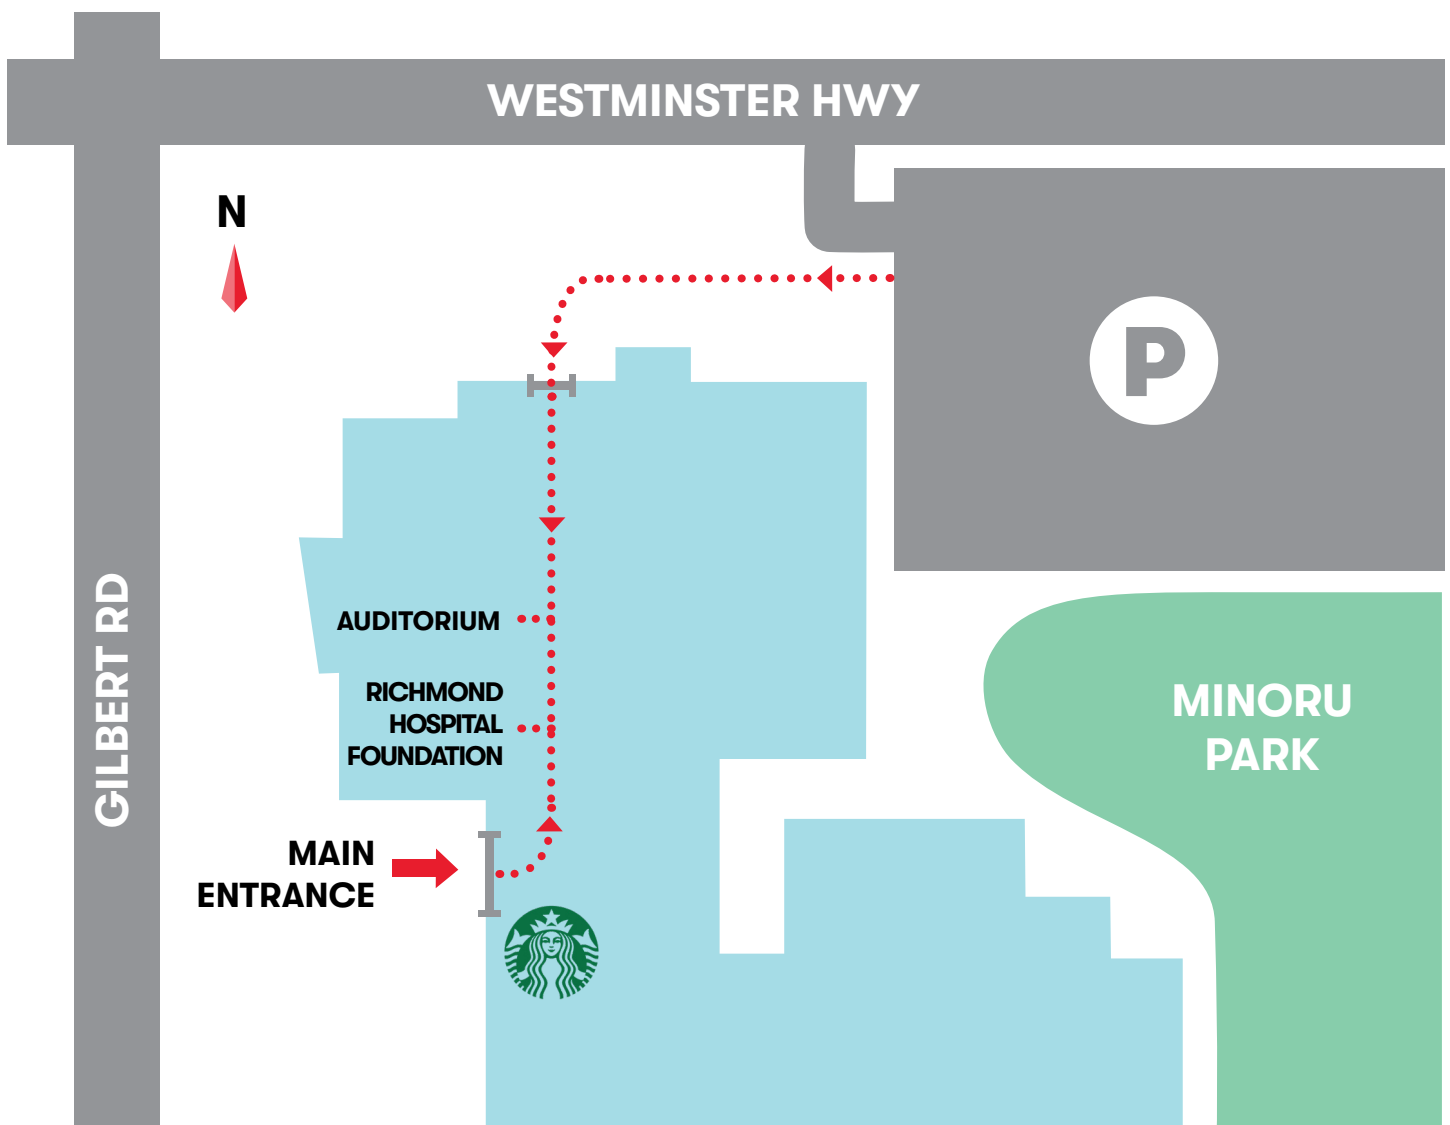 WESTMINSTER HWY
N
P
GILBERT RD
AUDITORIUM
RICHMOND
HOSPITAL
FOUNDATION
MINORU
PARK
MAIN
ENTRANCE